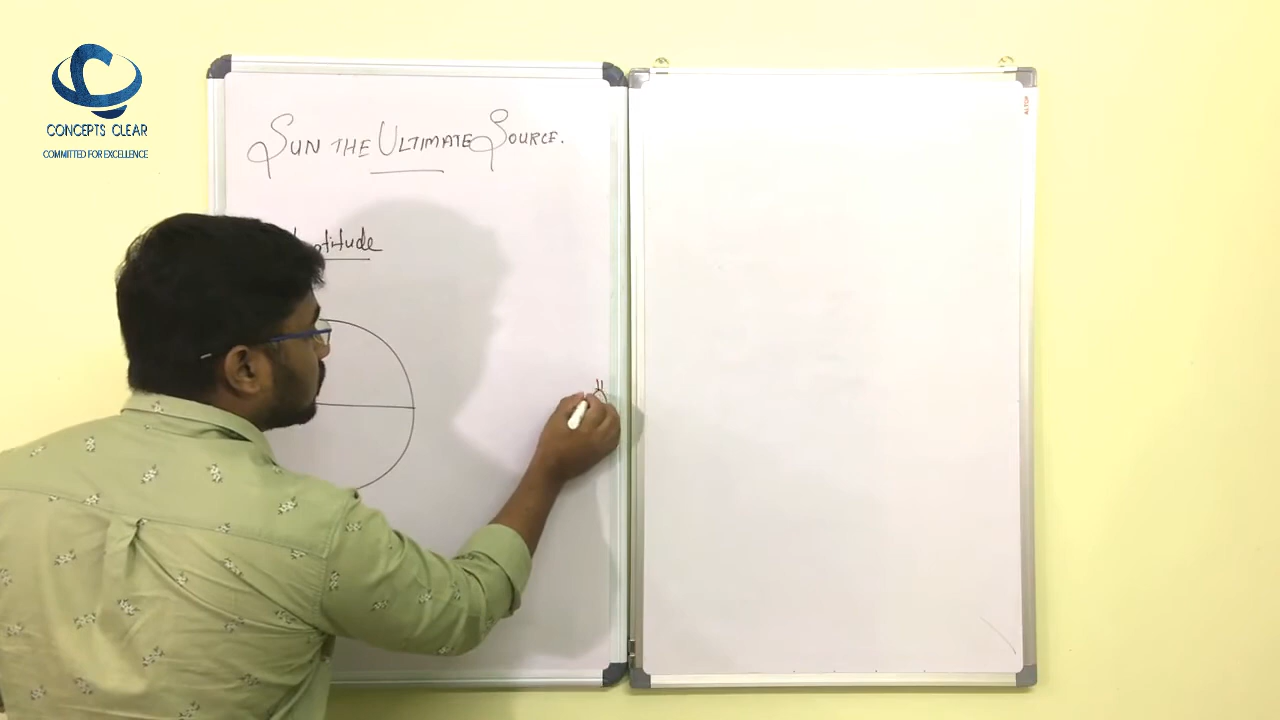 CONCEPTS CLEAR
COMMITTED FOR EXCELLENCE
SUN THE ULTIMATE SOURCE.